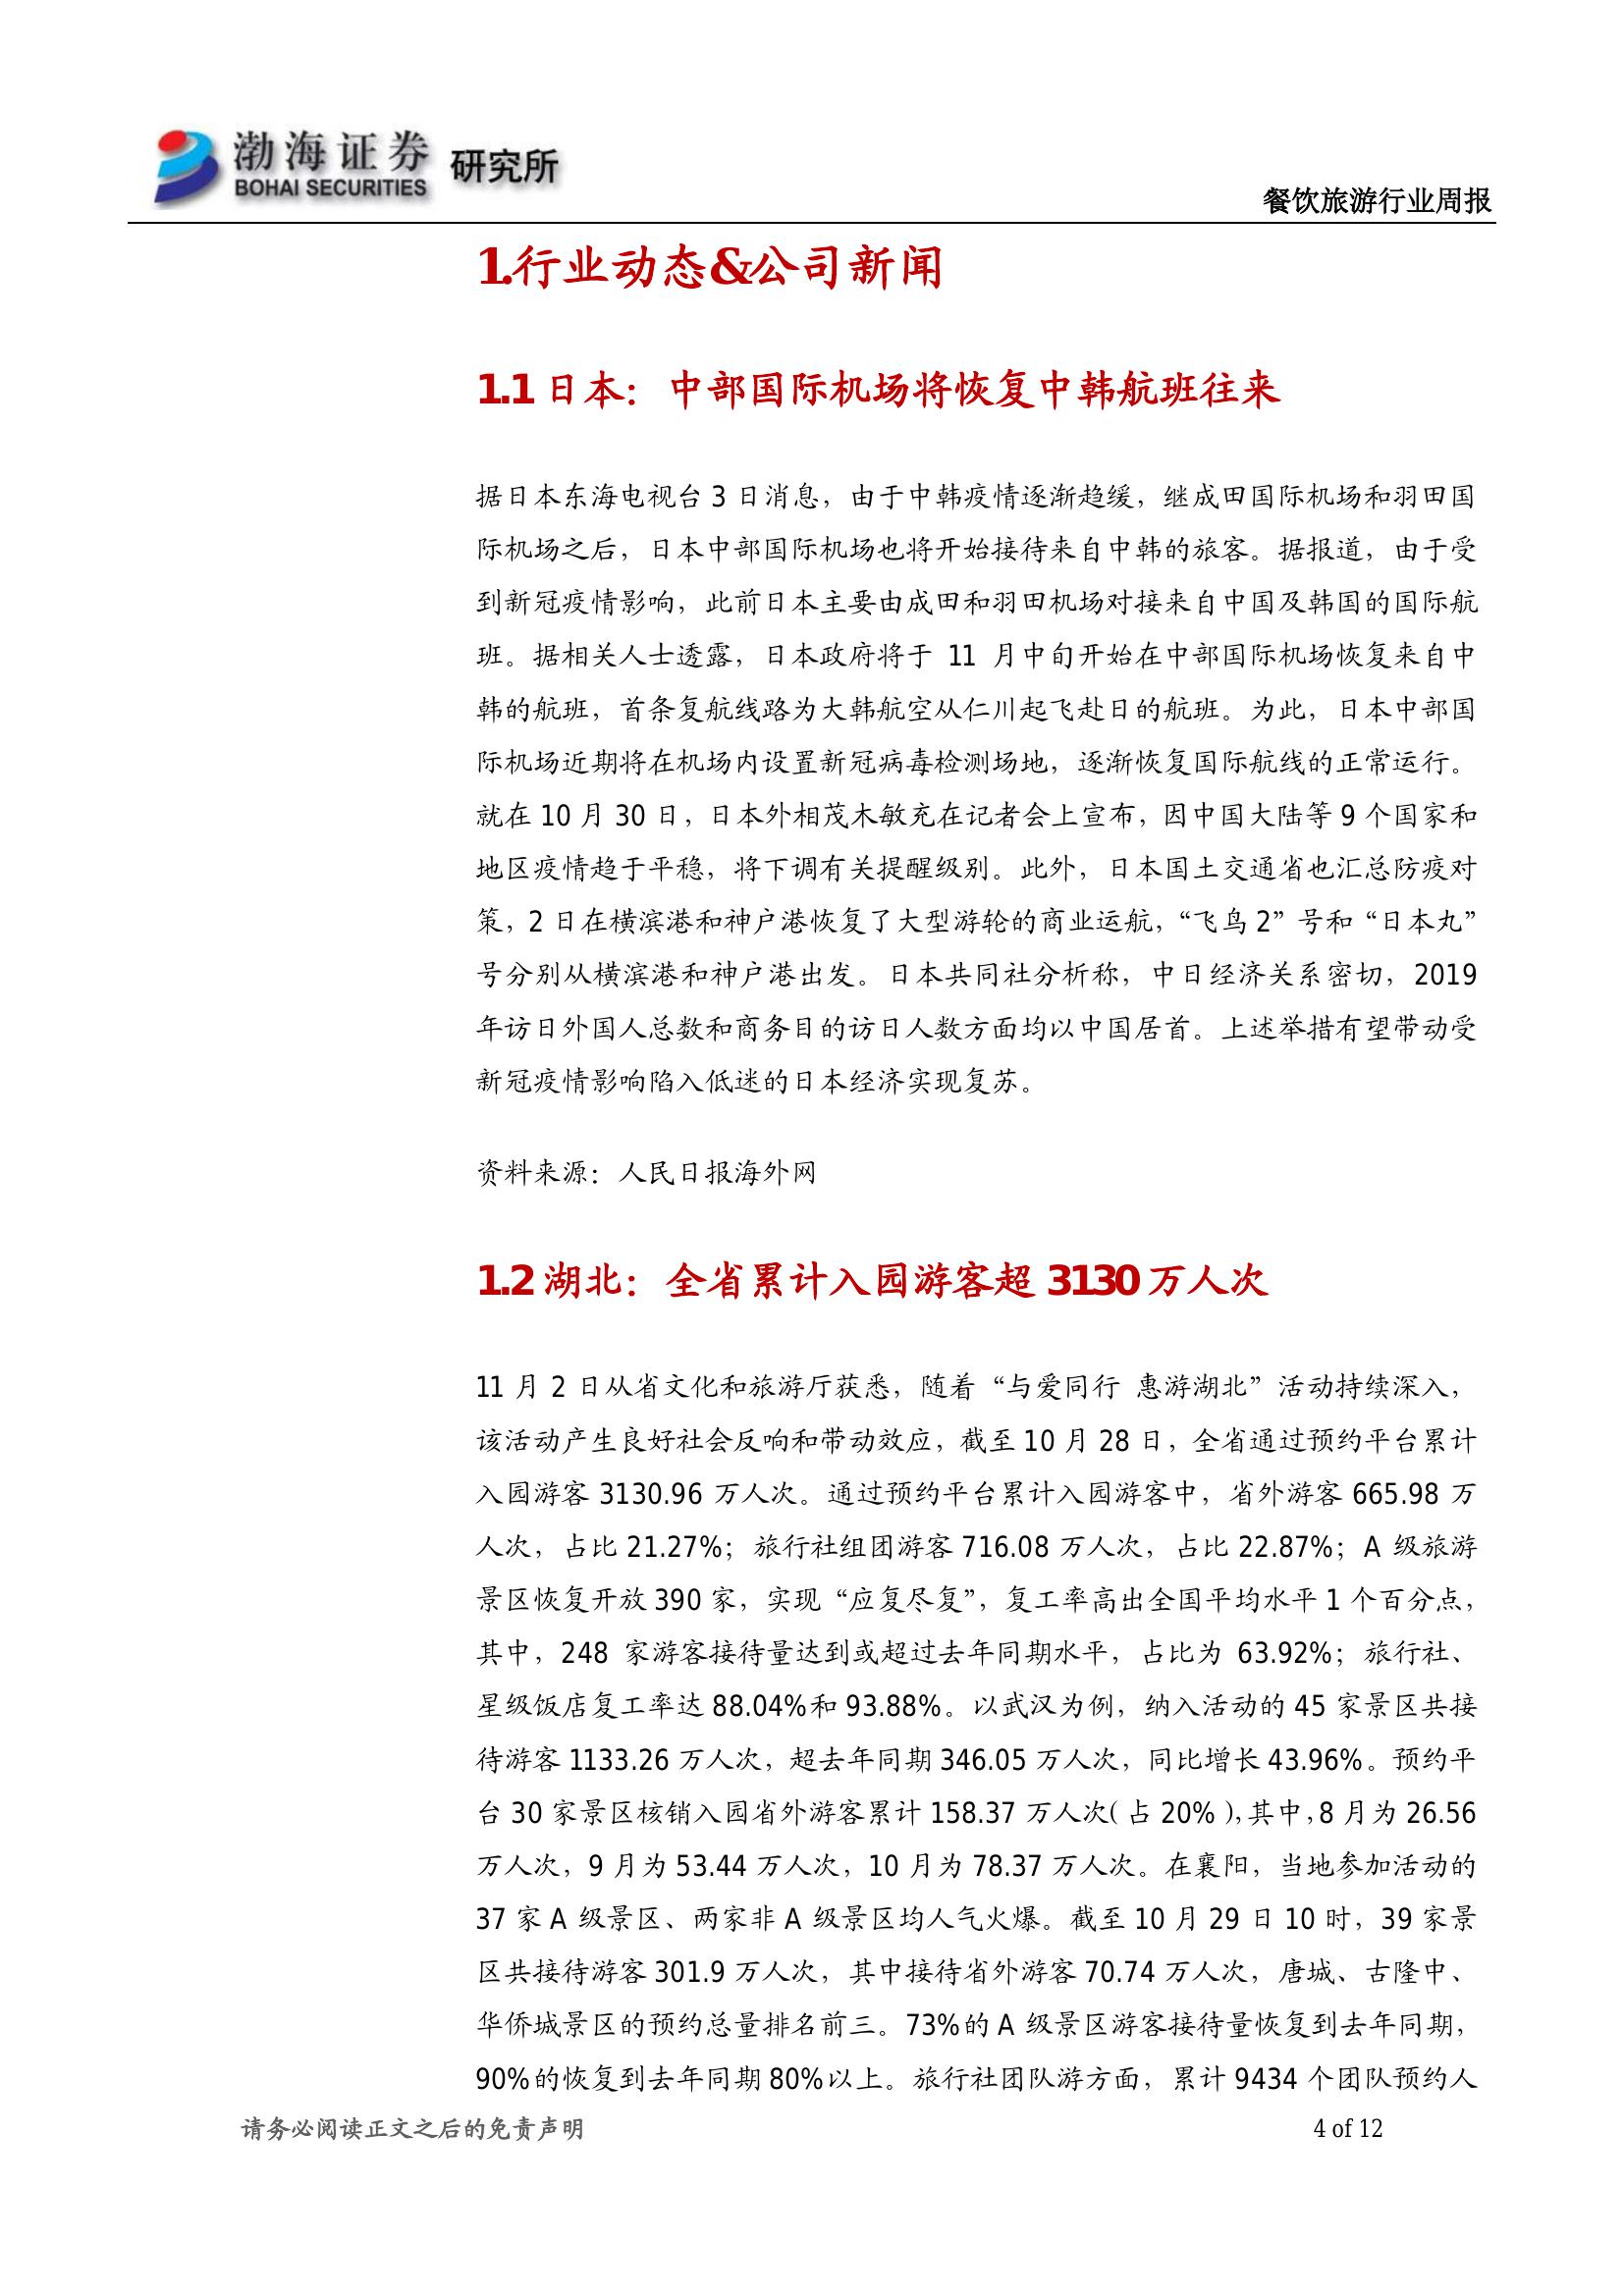 渤海证券
BOHAI SECURITIES
研究所
餐饮旅游行业周报
1.行业动态&公司新闻
1.1 日本：中部国际机场将恢复中韩航班往来
据日本东海电视台 3 日消息，由于中韩疫情逐渐趋缓，继成田国际机场和羽田国
际机场之后，日本中部国际机场也将开始接待来自中韩的旅客。据报道，由于受
到新冠疫情影响，此前日本主要由成田和羽田机场对接来自中国及韩国的国际航
班。据相关人士透露，日本政府将于 11 月中旬开始在中部国际机场恢复来自中
韩的航班，首条复航线路为大韩航空从仁川起飞赴日的航班。为此，日本中部国
际机场近期将在机场内设置新冠病毒检测场地，逐渐恢复国际航线的正常运行。
就在 10 月 30 日，日本外相茂木敏充在记者会上宣布，因中国大陆等 9 个国家和
地区疫情趋于平稳，将下调有关提醒级别。此外，日本国土交通省也汇总防疫对
策，2 日在横滨港和神户港恢复了大型游轮的商业运航，“飞鸟 2” 号和 “日本丸”
号分别从横滨港和神户港出发。日本共同社分析称，中日经济关系密切，2019
年访日外国人总数和商务目的访日人数方面均以中国居首。上述举措有望带动受
新冠疫情影响陷入低迷的日本经济实现复苏。
资料来源：人民日报海外网
1.2 湖北：全省累计入园游客超 3130 万人次
11 月 2 日从省文化和旅游厅获悉，随着 “与爱同行 惠游湖北” 活动持续深入，
该活动产生良好社会反响和带动效应，截至 10 月 28 日，全省通过预约平台累计
入园游客 3130.96 万人次。通过预约平台累计入园游客中，省外游客 665.98 万
人次，占比 21.27%；旅行社组团游客 716.08 万人次，占比 22.87%；A 级旅游
景区恢复开放 390 家，实现 “应复尽复”，复工率高出全国平均水平 1 个百分点，
其中，248 家游客接待量达到或超过去年同期水平，占比为 63.92%；旅行社、
星级饭店复工率达 88.04%和 93.88%。以武汉为例，纳入活动的 45 家景区共接
待游客 1133.26 万人次，超去年同期 346.05 万人次，同比增长 43.96%。预约平
台 30 家景区核销入园省外游客累计 158.37 万人次（占 20%），其中，8 月为 26.56
万人次，9 月为 53.44 万人次，10 月为 78.37 万人次。在襄阳，当地参加活动的
37 家 A 级景区、两家非 A 级景区均人气火爆。截至 10 月 29 日 10 时，39 家景
区共接待游客 301.9 万人次，其中接待省外游客 70.74 万人次，唐城、古隆中、
华侨城景区的预约总量排名前三。73%的 A 级景区游客接待量恢复到去年同期，
90%的恢复到去年同期 80%以上。旅行社团队游方面，累计 9434 个团队预约人
请务必阅读正文之后的免责声明
4 of 12